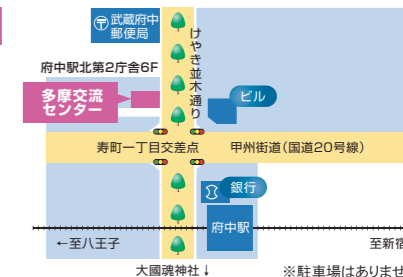 武蔵府中
郵便局
けやき並木通り
府中駅北第2庁舎6F
多摩交流
センター
ビル
寿町一丁目交差点
甲州街道(国道20号線)
銀行
府中駅
←至八王子
至新宿
大國魂神社↓
※駐車場はありませ